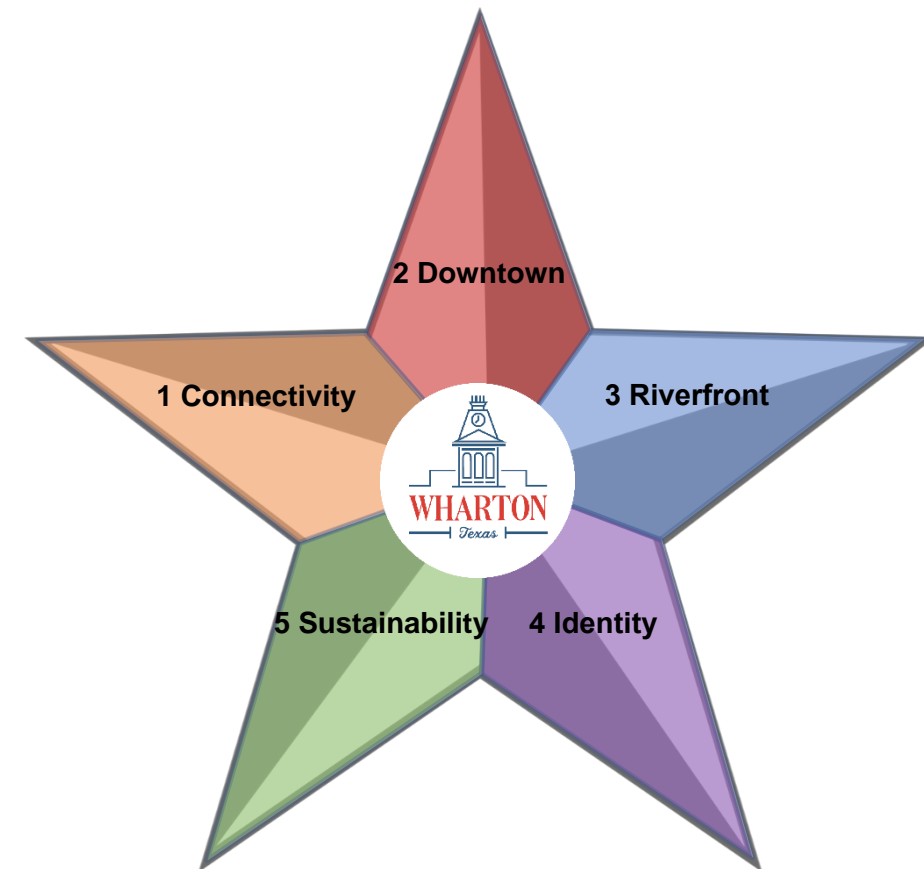 2 Downtown
1 Connectivity
3 Riverfront
WHARTON
Texas
5 Sustainability
4 Identity